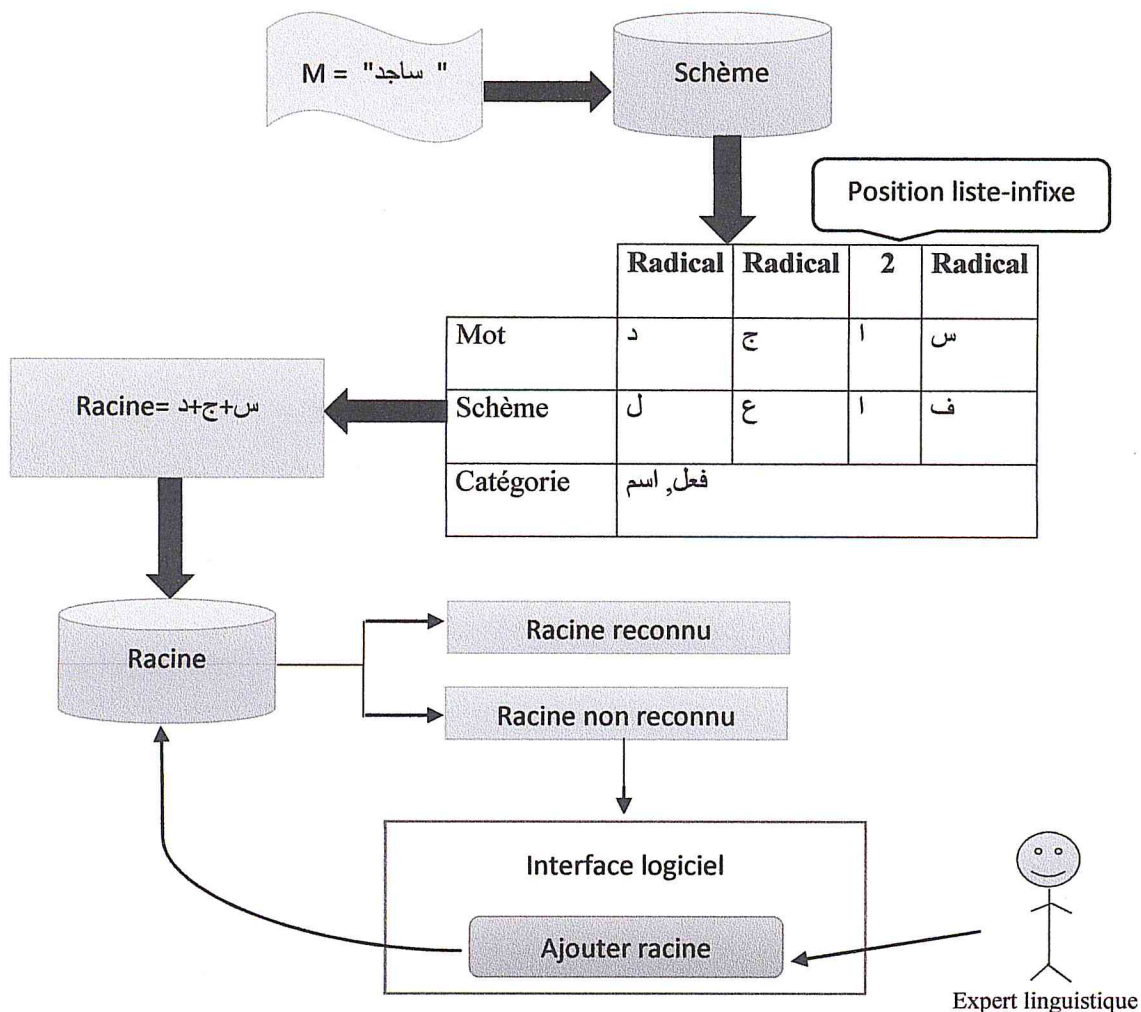 M = "ساجد "
Schème
Position liste-infixe
Radical Radical 2 Radical
Mot د ج ا س
Schème ل ع ا ف
Catégorie فعل, اسم
Racine= س+ج+د
Racine
Racine reconnu
Racine non reconnu
Interface logiciel
Ajouter racine
Expert linguistique